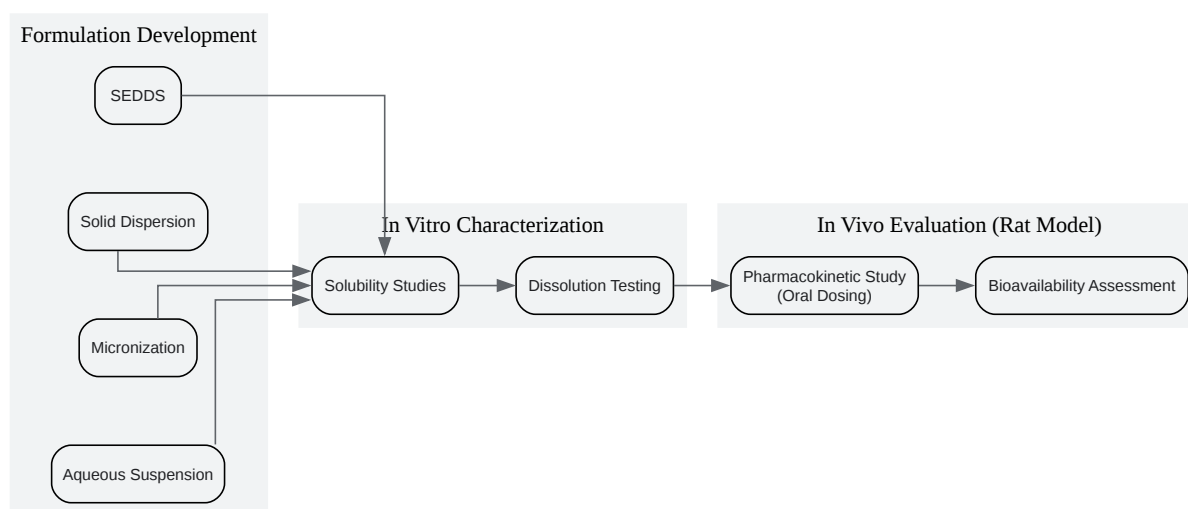 Formulation Development
SEDDS
Solid Dispersion
Micronization
Aqueous Suspension
In Vitro Characterization
Solubility Studies
Dissolution Testing
In Vivo Evaluation (Rat Model)
Pharmacokinetic Study
(Oral Dosing)
Bioavailability Assessment